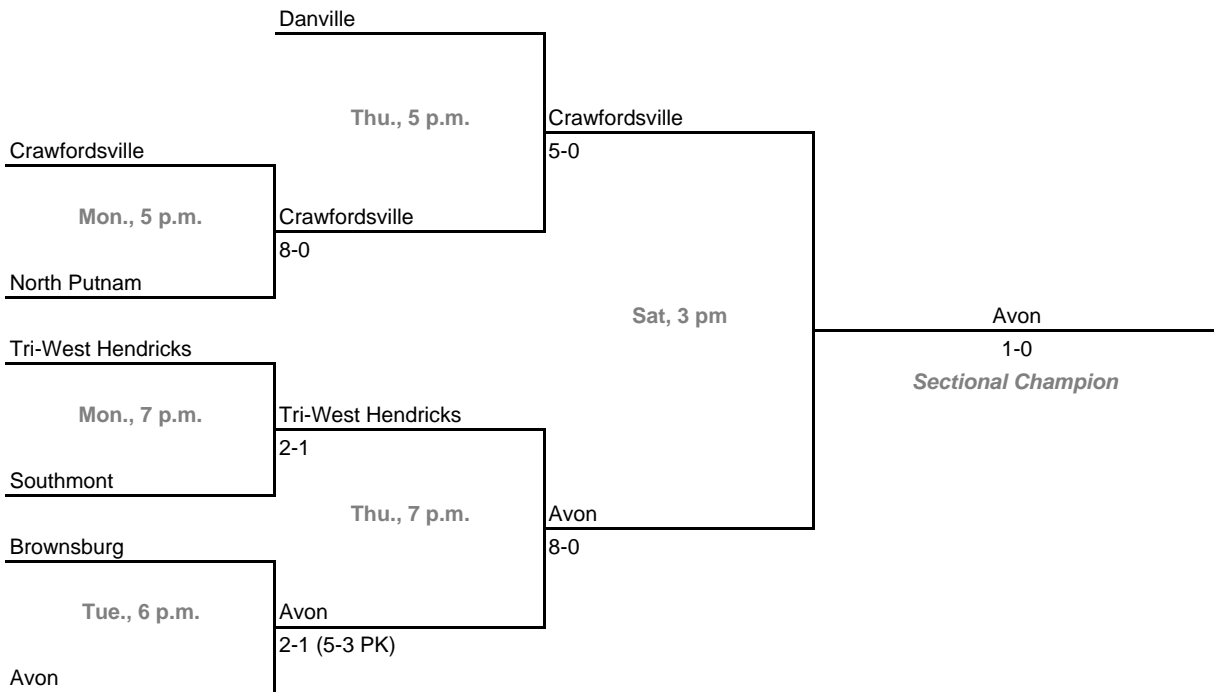 Danville
Thu., 5 p.m.
Crawfordsville
5-0
Crawfordsville
Mon., 5 p.m.
Crawfordsville
8-0
North Putnam
Sat, 3 pm
Avon
1-0
Sectional Champion
Tri-West Hendricks
Mon., 7 p.m.
Tri-West Hendricks
2-1
Southmont
Thu., 7 p.m.
Avon
8-0
Brownsburg
Tue., 6 p.m.
Avon
2-1 (5-3 PK)
Avon